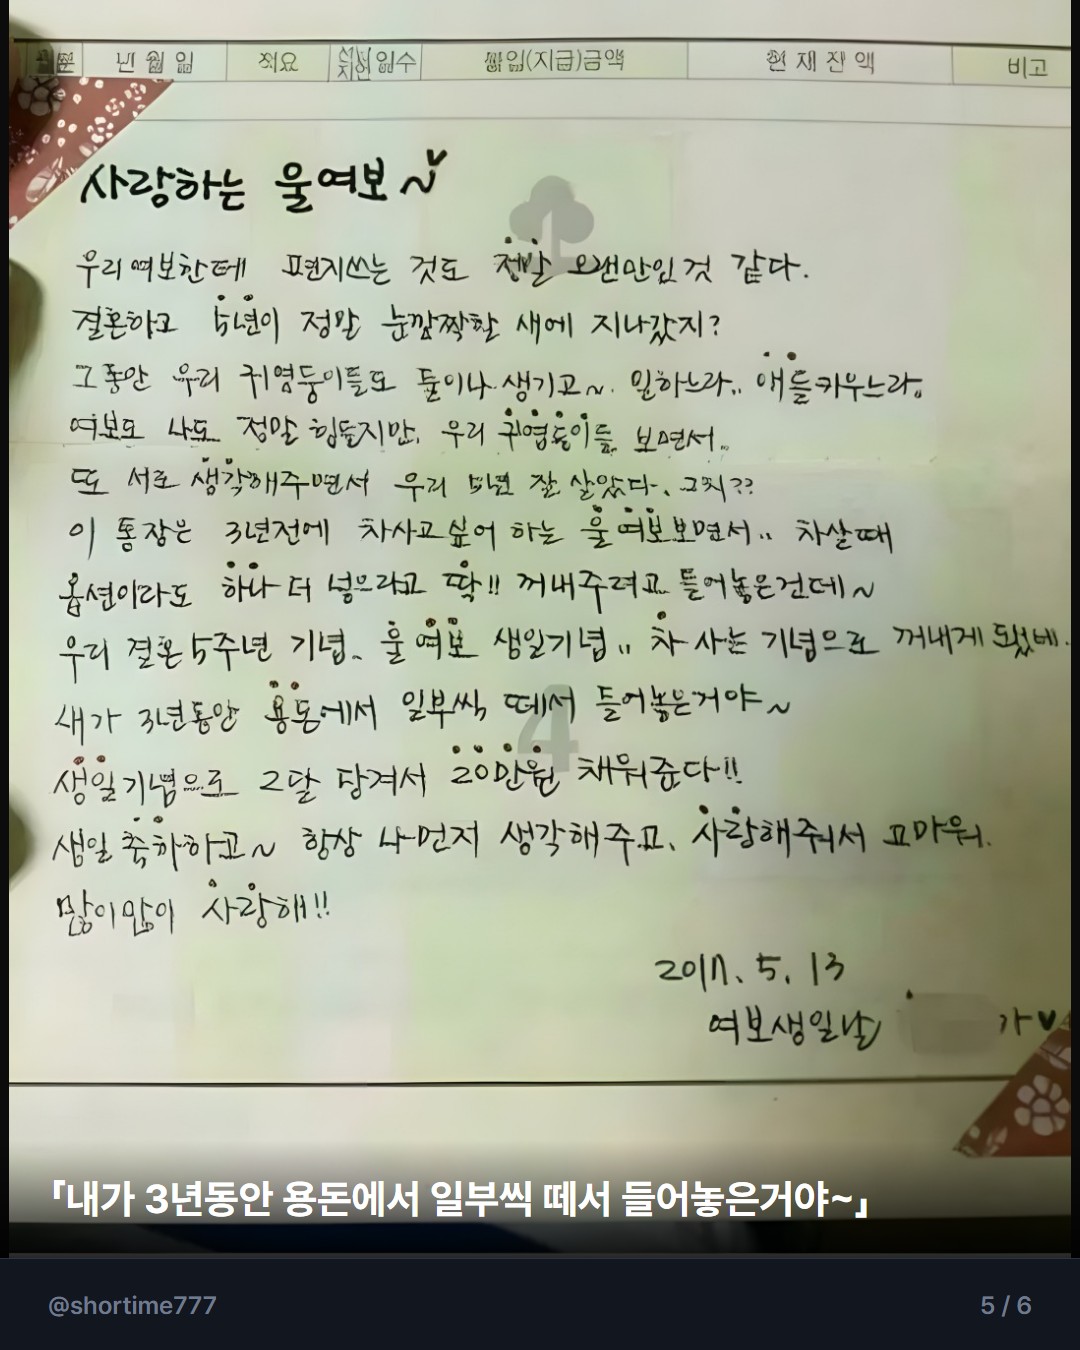 년월일 적요 일수 찾입(지급)금액 현재잔액 비고
사랑하는 울여보~♥
우리여보한테 편지쓰는 것도 정말 오랜만인것 같다.
결혼하고 5년이 정말 눈깜짝할 새에 지나갔지?
그동안 우리 귀염둥이들도 둘이나 생기고~ 일하느라.. 애들키우느라.
여보도 나도 정말 힘들지만, 우리 귀염둥이들 보면서..
또 서로 생각해주면서 우리 5년 잘 살았다. 그치??
이 통장은 3년전에 차사고싶어 하는 울여보보면서.. 차살때
옵션이라도 하나 더 넣으라고 딱!! 꺼내주려고 들어놓은건데~
우리 결혼5주년 기념, 울 여보 생일기념.. 차 사는 기념으로 꺼내게 됐네.
내가 3년동안 용돈에서 일부씩 떼서 들어놓은거야~
생일기념으로 2달 당겨서 20만원 채워준다!!
생일 축하하고~ 항상 나먼저 생각해주고, 사랑해줘서 고마워.
많이많이 사랑해!!
2017. 5. 13
여보생일날 가♥
「내가 3년동안 용돈에서 일부씩 떼서 들어놓은거야~」
@shortime777 5 / 6